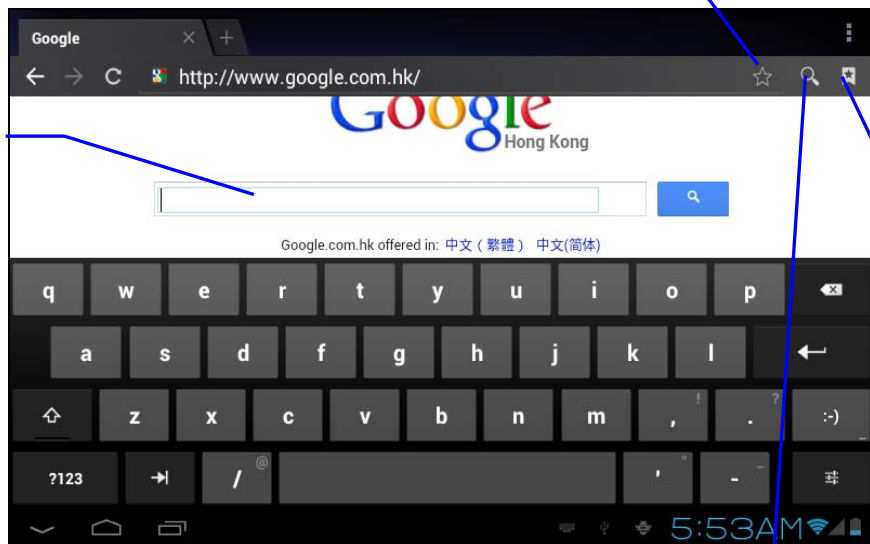 Google
http://www.google.com.hk/
Google
Hong Kong
Google.com.hk offered in: 中文（繁體） 中文(简体)
q w e r t y u i o p
a s d f g h j k l
z x c v b n m , ! . ? :-) ...
?123 / @ ' " - _
5:53AM